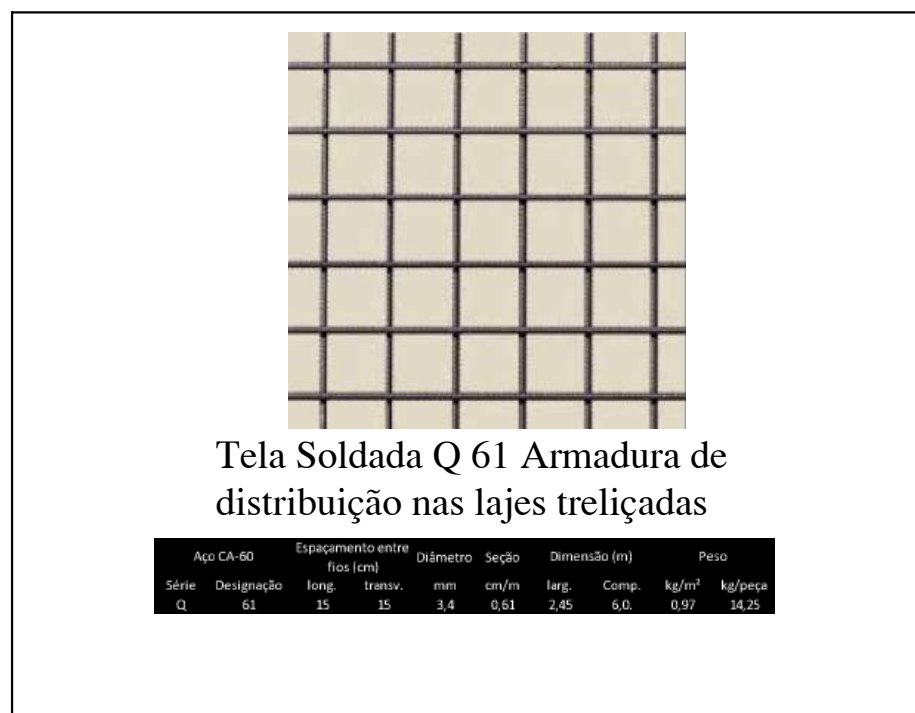 Tela Soldada Q 61 Armadura de
distribuição nas lajes treliçadas
Aço CA-60 Espaçamento entre fios (cm) Diâmetro Seção Dimensão (m) Peso
Série Designação long. transv. mm cm/m larg. Comp. kg/m² kg/peça
Q 61 15 15 3,4 0,61 2,45 6,0. 0,97 14,25